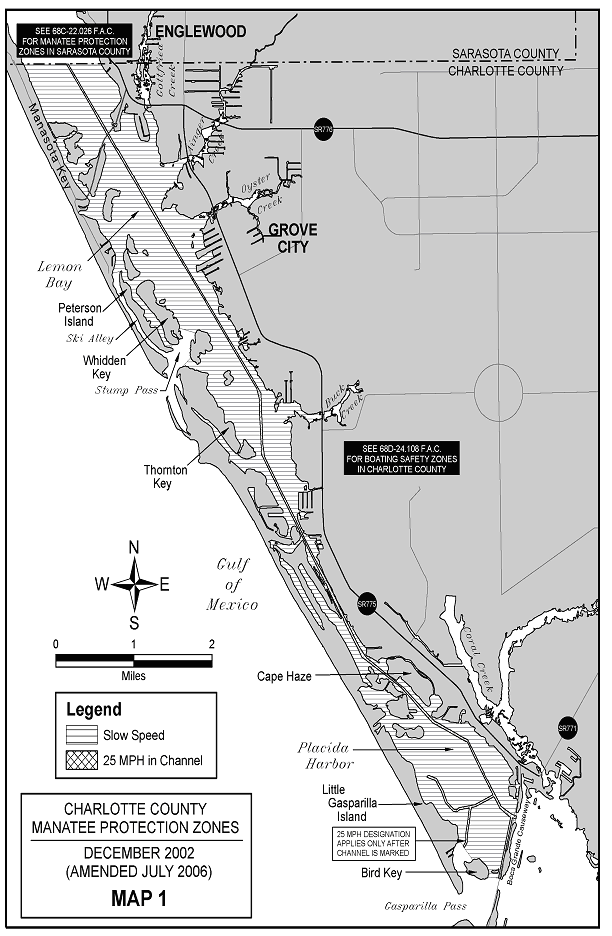 SEE 68C-22.026 F.A.C.
FOR MANATEE PROTECTION
ZONES IN SARASOTA COUNTY
ENGLEWOOD
SARASOTA COUNTY
CHARLOTTE COUNTY
Gottfried
Creek
Manasota Key
SR776
Ainger
Creek
Oyster
Creek
GROVE
CITY
Lemon
Bay
Peterson
Island
Ski Alley
Whidden
Key
Stump Pass
Buck
Creek
SEE 68D-24.108 F.A.C.
FOR BOATING SAFETY ZONES
IN CHARLOTTE COUNTY
Thornton
Key
N
W E
S
Gulf
of
Mexico
SR775
0 1 2
Miles
Coral Creek
Cape Haze
Legend
Slow Speed
25 MPH in Channel
SR771
Placida
Harbor
Little
Gasparilla
Island
25 MPH DESIGNATION
APPLIES ONLY AFTER
CHANNEL IS MARKED
Boca Grande Causeway
Bird Key
Gasparilla Pass
CHARLOTTE COUNTY
MANATEE PROTECTION ZONES
DECEMBER 2002
(AMENDED JULY 2006)
MAP 1